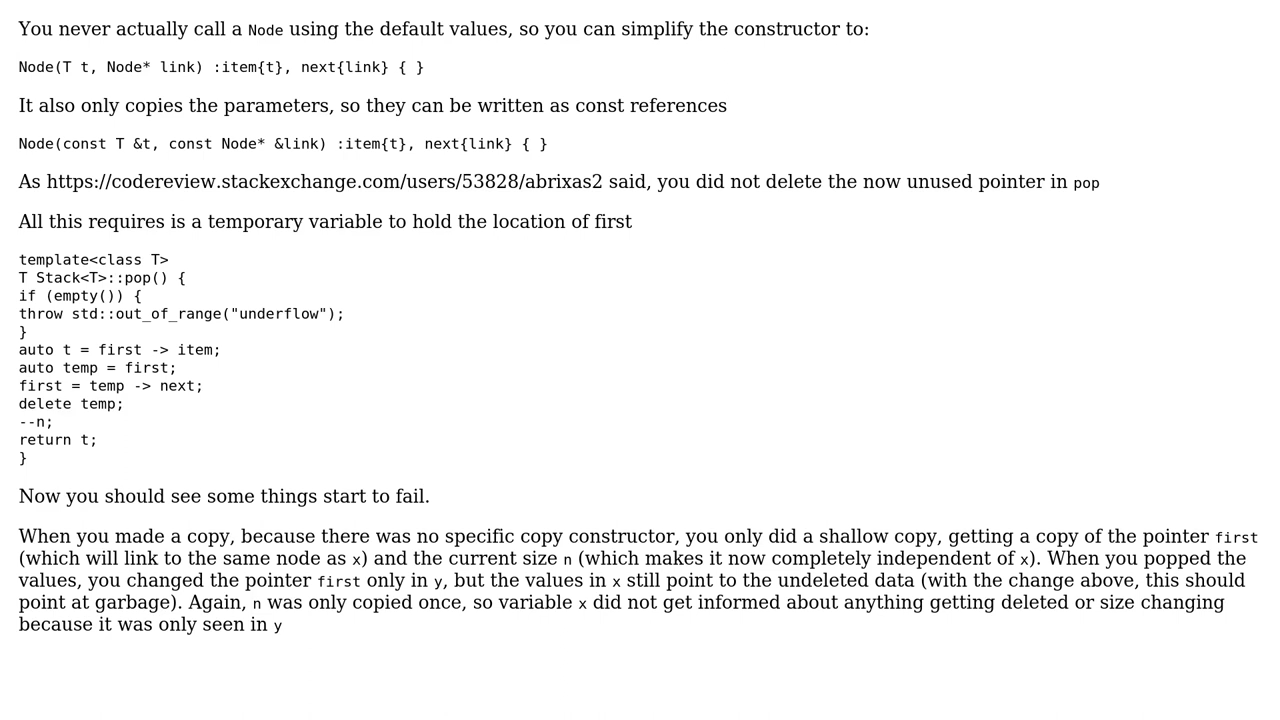 You never actually call a Node using the default values, so you can simplify the constructor to:
Node(T t, Node* link) :item{t}, next{link} { }
It also only copies the parameters, so they can be written as const references
Node(const T &t, const Node* &link) :item{t}, next{link} { }
As https://codereview.stackexchange.com/users/53828/abrixas2 said, you did not delete the now unused pointer in pop
All this requires is a temporary variable to hold the location of first
template<class T>
T Stack<T>::pop() {
if (empty()) {
throw std::out_of_range("underflow");
}
auto t = first -> item;
auto temp = first;
first = temp -> next;
delete temp;
--n;
return t;
}
Now you should see some things start to fail.
When you made a copy, because there was no specific copy constructor, you only did a shallow copy, getting a copy of the pointer first
(which will link to the same node as x) and the current size n (which makes it now completely independent of x). When you popped the
values, you changed the pointer first only in y, but the values in x still point to the undeleted data (with the change above, this should
point at garbage). Again, n was only copied once, so variable x did not get informed about anything getting deleted or size changing
because it was only seen in y